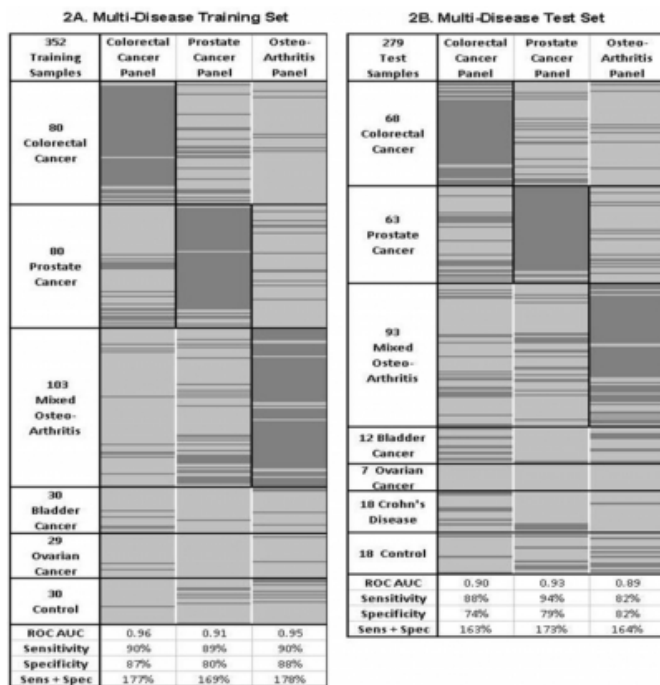 2A. Multi-Disease Training Set
352
Training
Samples
Colorectal
Cancer
Panel
Prostate
Cancer
Panel
Osteo-
Arthritis
Panel
80
Colorectal
Cancer
80
Prostate
Cancer
103
Mixed
Osteo-
Arthritis
30
Bladder
Cancer
29
Ovarian
Cancer
30
Control
ROC AUC 0.96 0.91 0.95
Sensitivity 90% 89% 90%
Specificity 87% 80% 88%
Sens + Spec 177% 169% 178%
2B. Multi-Disease Test Set
279
Test
Samples
Colorectal
Cancer
Panel
Prostate
Cancer
Panel
Osteo-
Arthritis
Panel
68
Colorectal
Cancer
63
Prostate
Cancer
93
Mixed
Osteo-
Arthritis
12 Bladder
Cancer
7 Ovarian
Cancer
18 Crohn's
Disease
18 Control
ROC AUC 0.90 0.93 0.89
Sensitivity 88% 94% 82%
Specificity 74% 79% 82%
Sens + Spec 163% 173% 164%